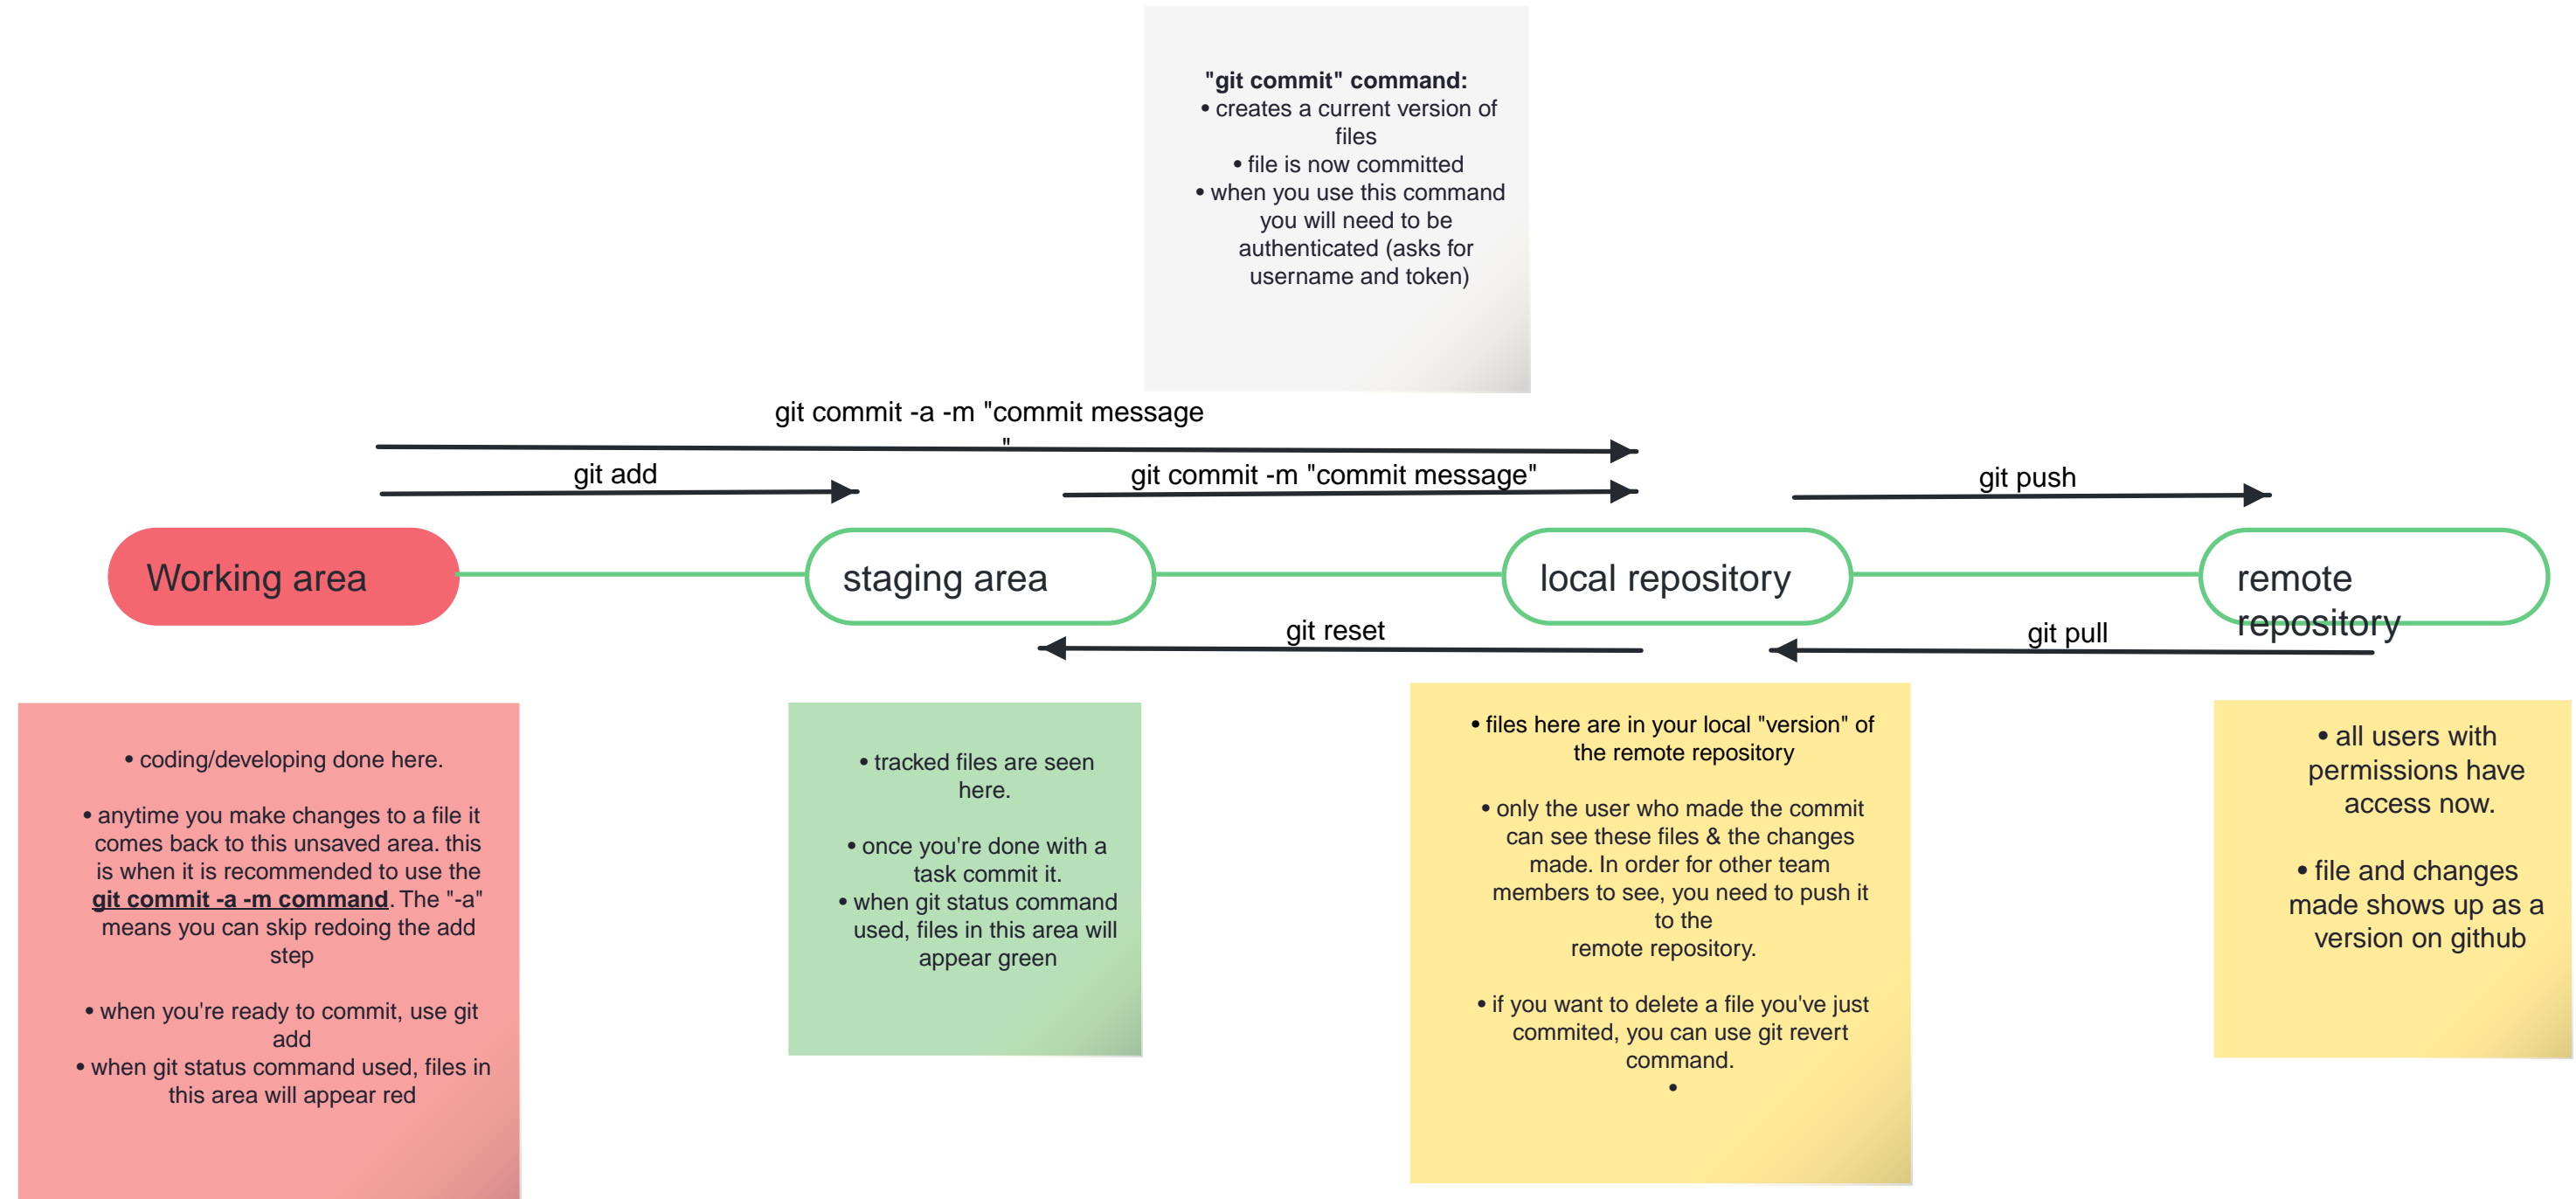 "git commit" command:
• creates a current version of
files
• file is now committed
• when you use this command
you will need to be
authenticated (asks for
username and token)
git commit -a -m "commit message
"
git add
git commit -m "commit message"
git push
Working area
staging area
local repository
remote
repository
git reset
git pull
• coding/developing done here.
• anytime you make changes to a file it
comes back to this unsaved area. this
is when it is recommended to use the
git commit -a -m command. The "-a"
means you can skip redoing the add
step
• when you're ready to commit, use git
add
• when git status command used, files in
this area will appear red
• tracked files are seen
here.
• once you're done with a
task commit it.
• when git status command
used, files in this area will
appear green
• files here are in your local "version" of
the remote repository
• only the user who made the commit
can see these files & the changes
made. In order for other team
members to see, you need to push it
to the
remote repository.
• if you want to delete a file you've just
commited, you can use git revert
command.
•
• all users with
permissions have
access now.
• file and changes
made shows up as a
version on github